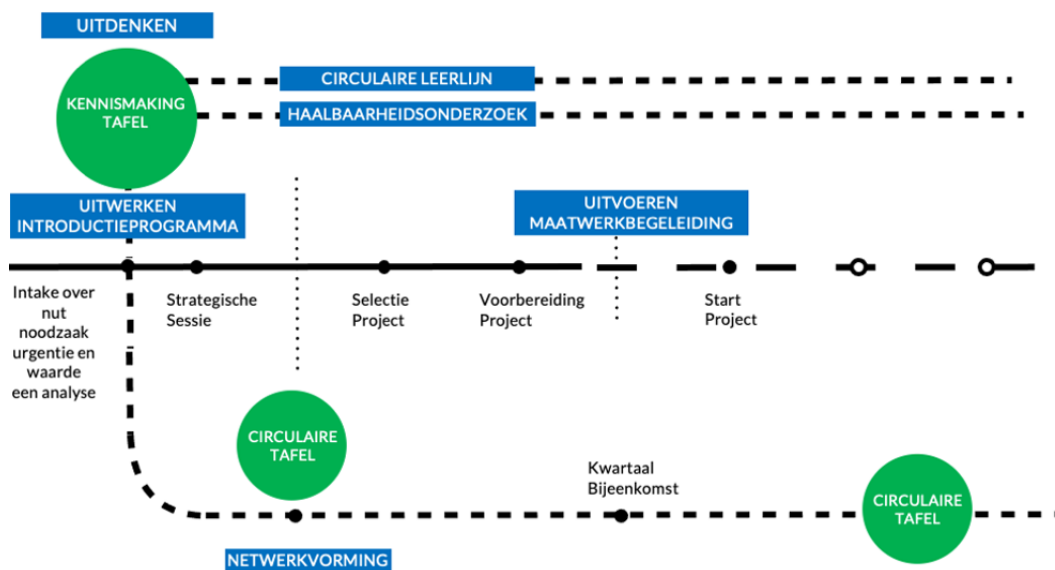 UITDENKEN
KENNISMAKING
TAFEL
CIRCULAIRE LEERLIJN
HAALBAARHEIDSONDERZOEK
UITWERKEN
INTRODUCTIEPROGRAMMA
UITVOEREN
MAATWERKBEGELEIDING
Intake over
nut
noodzaak
urgentie en
waarde
een analyse
Strategische
Sessie
Selectie
Project
Voorbereiding
Project
Start
Project
CIRCULAIRE
TAFEL
Kwartaal
Bijeenkomst
CIRCULAIRE
TAFEL
NETWERKVORMING